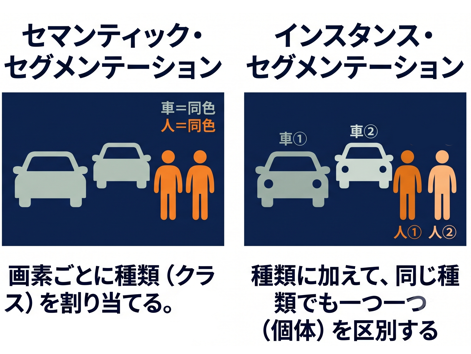 セマンティック・
セグメンテーション
車＝同色
人＝同色
画素ごとに種類（クラ
ス）を割り当てる。
インスタンス・
セグメンテーション
車①
車②
人①
人②
種類に加えて、同じ種
類でも一つ一つ
（個体）を区別する